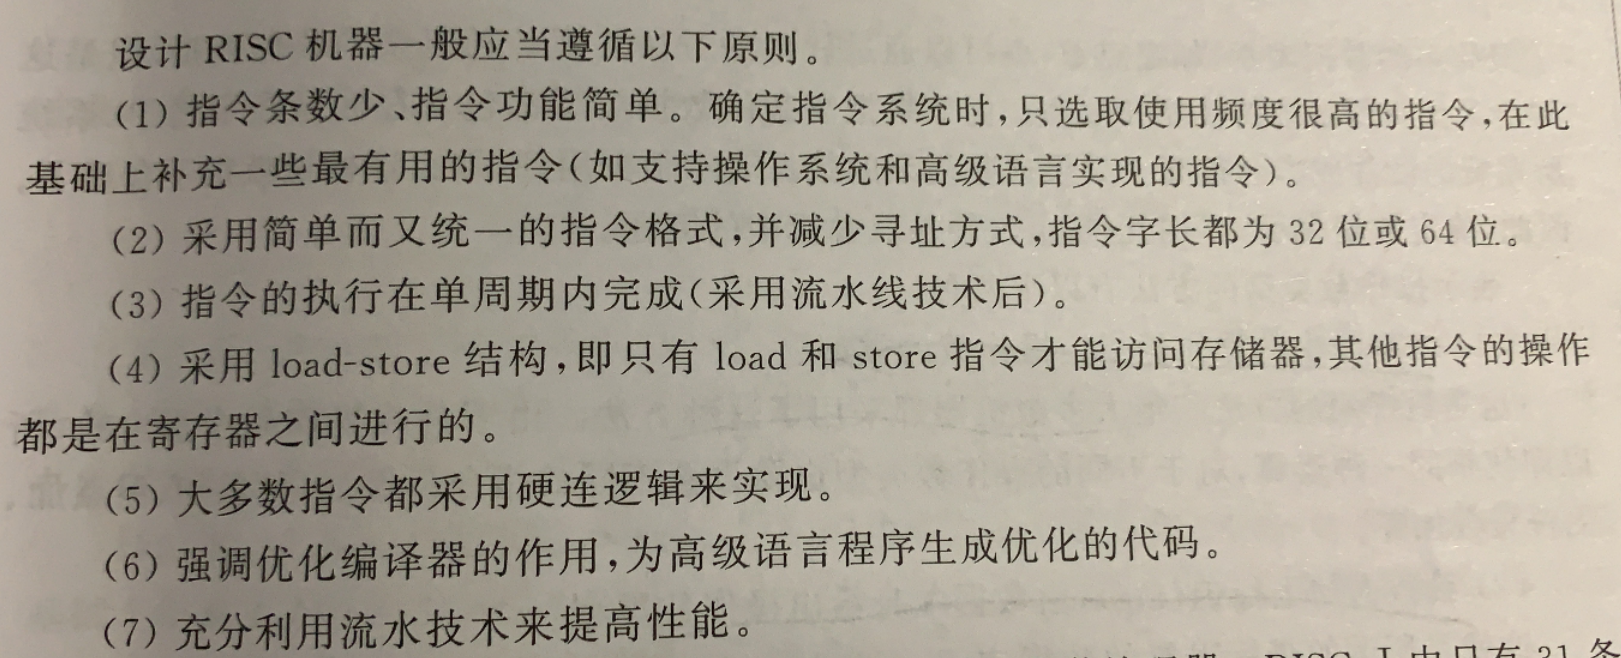 设计 RISC 机器一般应当遵循以下原则。
(1) 指令条数少、指令功能简单。确定指令系统时,只选取使用频度很高的指令,在此
基础上补充一些最有用的指令(如支持操作系统和高级语言实现的指令)。
(2) 采用简单而又统一的指令格式,并减少寻址方式,指令字长都为 32 位或 64 位。
(3) 指令的执行在单周期内完成(采用流水线技术后)。
(4) 采用 load-store 结构,即只有 load 和 store 指令才能访问存储器,其他指令的操作
都是在寄存器之间进行的。
(5) 大多数指令都采用硬连逻辑来实现。
(6) 强调优化编译器的作用,为高级语言程序生成优化的代码。
(7) 充分利用流水技术来提高性能。